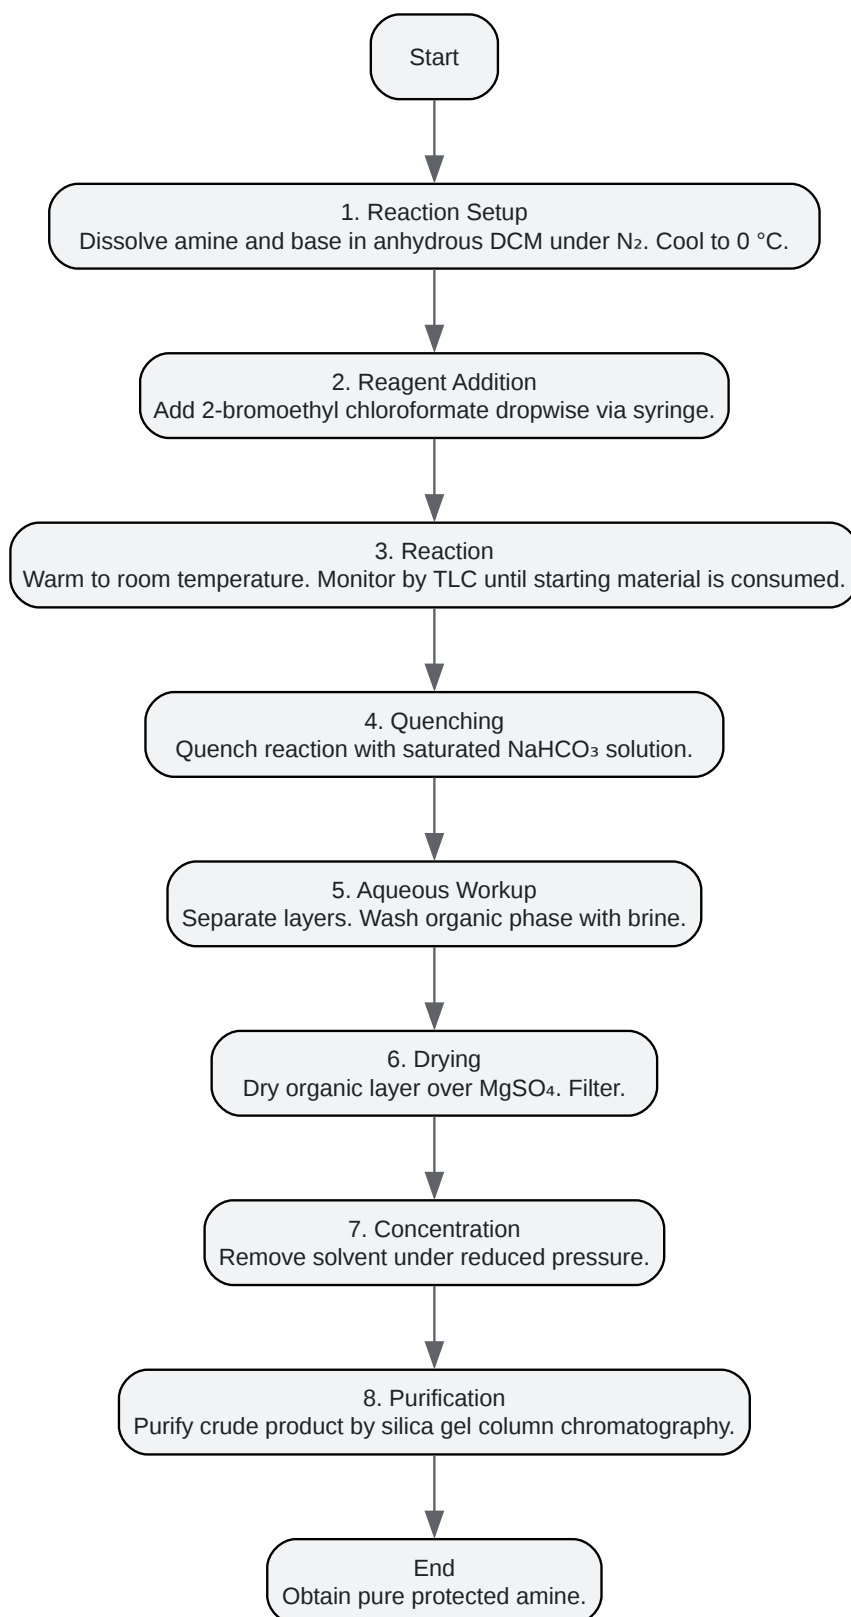 Start
1. Reaction Setup
Dissolve amine and base in anhydrous DCM under N₂. Cool to 0 °C.
2. Reagent Addition
Add 2-bromoethyl chloroformate dropwise via syringe.
3. Reaction
Warm to room temperature. Monitor by TLC until starting material is consumed.
4. Quenching
Quench reaction with saturated NaHCO₃ solution.
5. Aqueous Workup
Separate layers. Wash organic phase with brine.
6. Drying
Dry organic layer over MgSO₄. Filter.
7. Concentration
Remove solvent under reduced pressure.
8. Purification
Purify crude product by silica gel column chromatography.
End
Obtain pure protected amine.